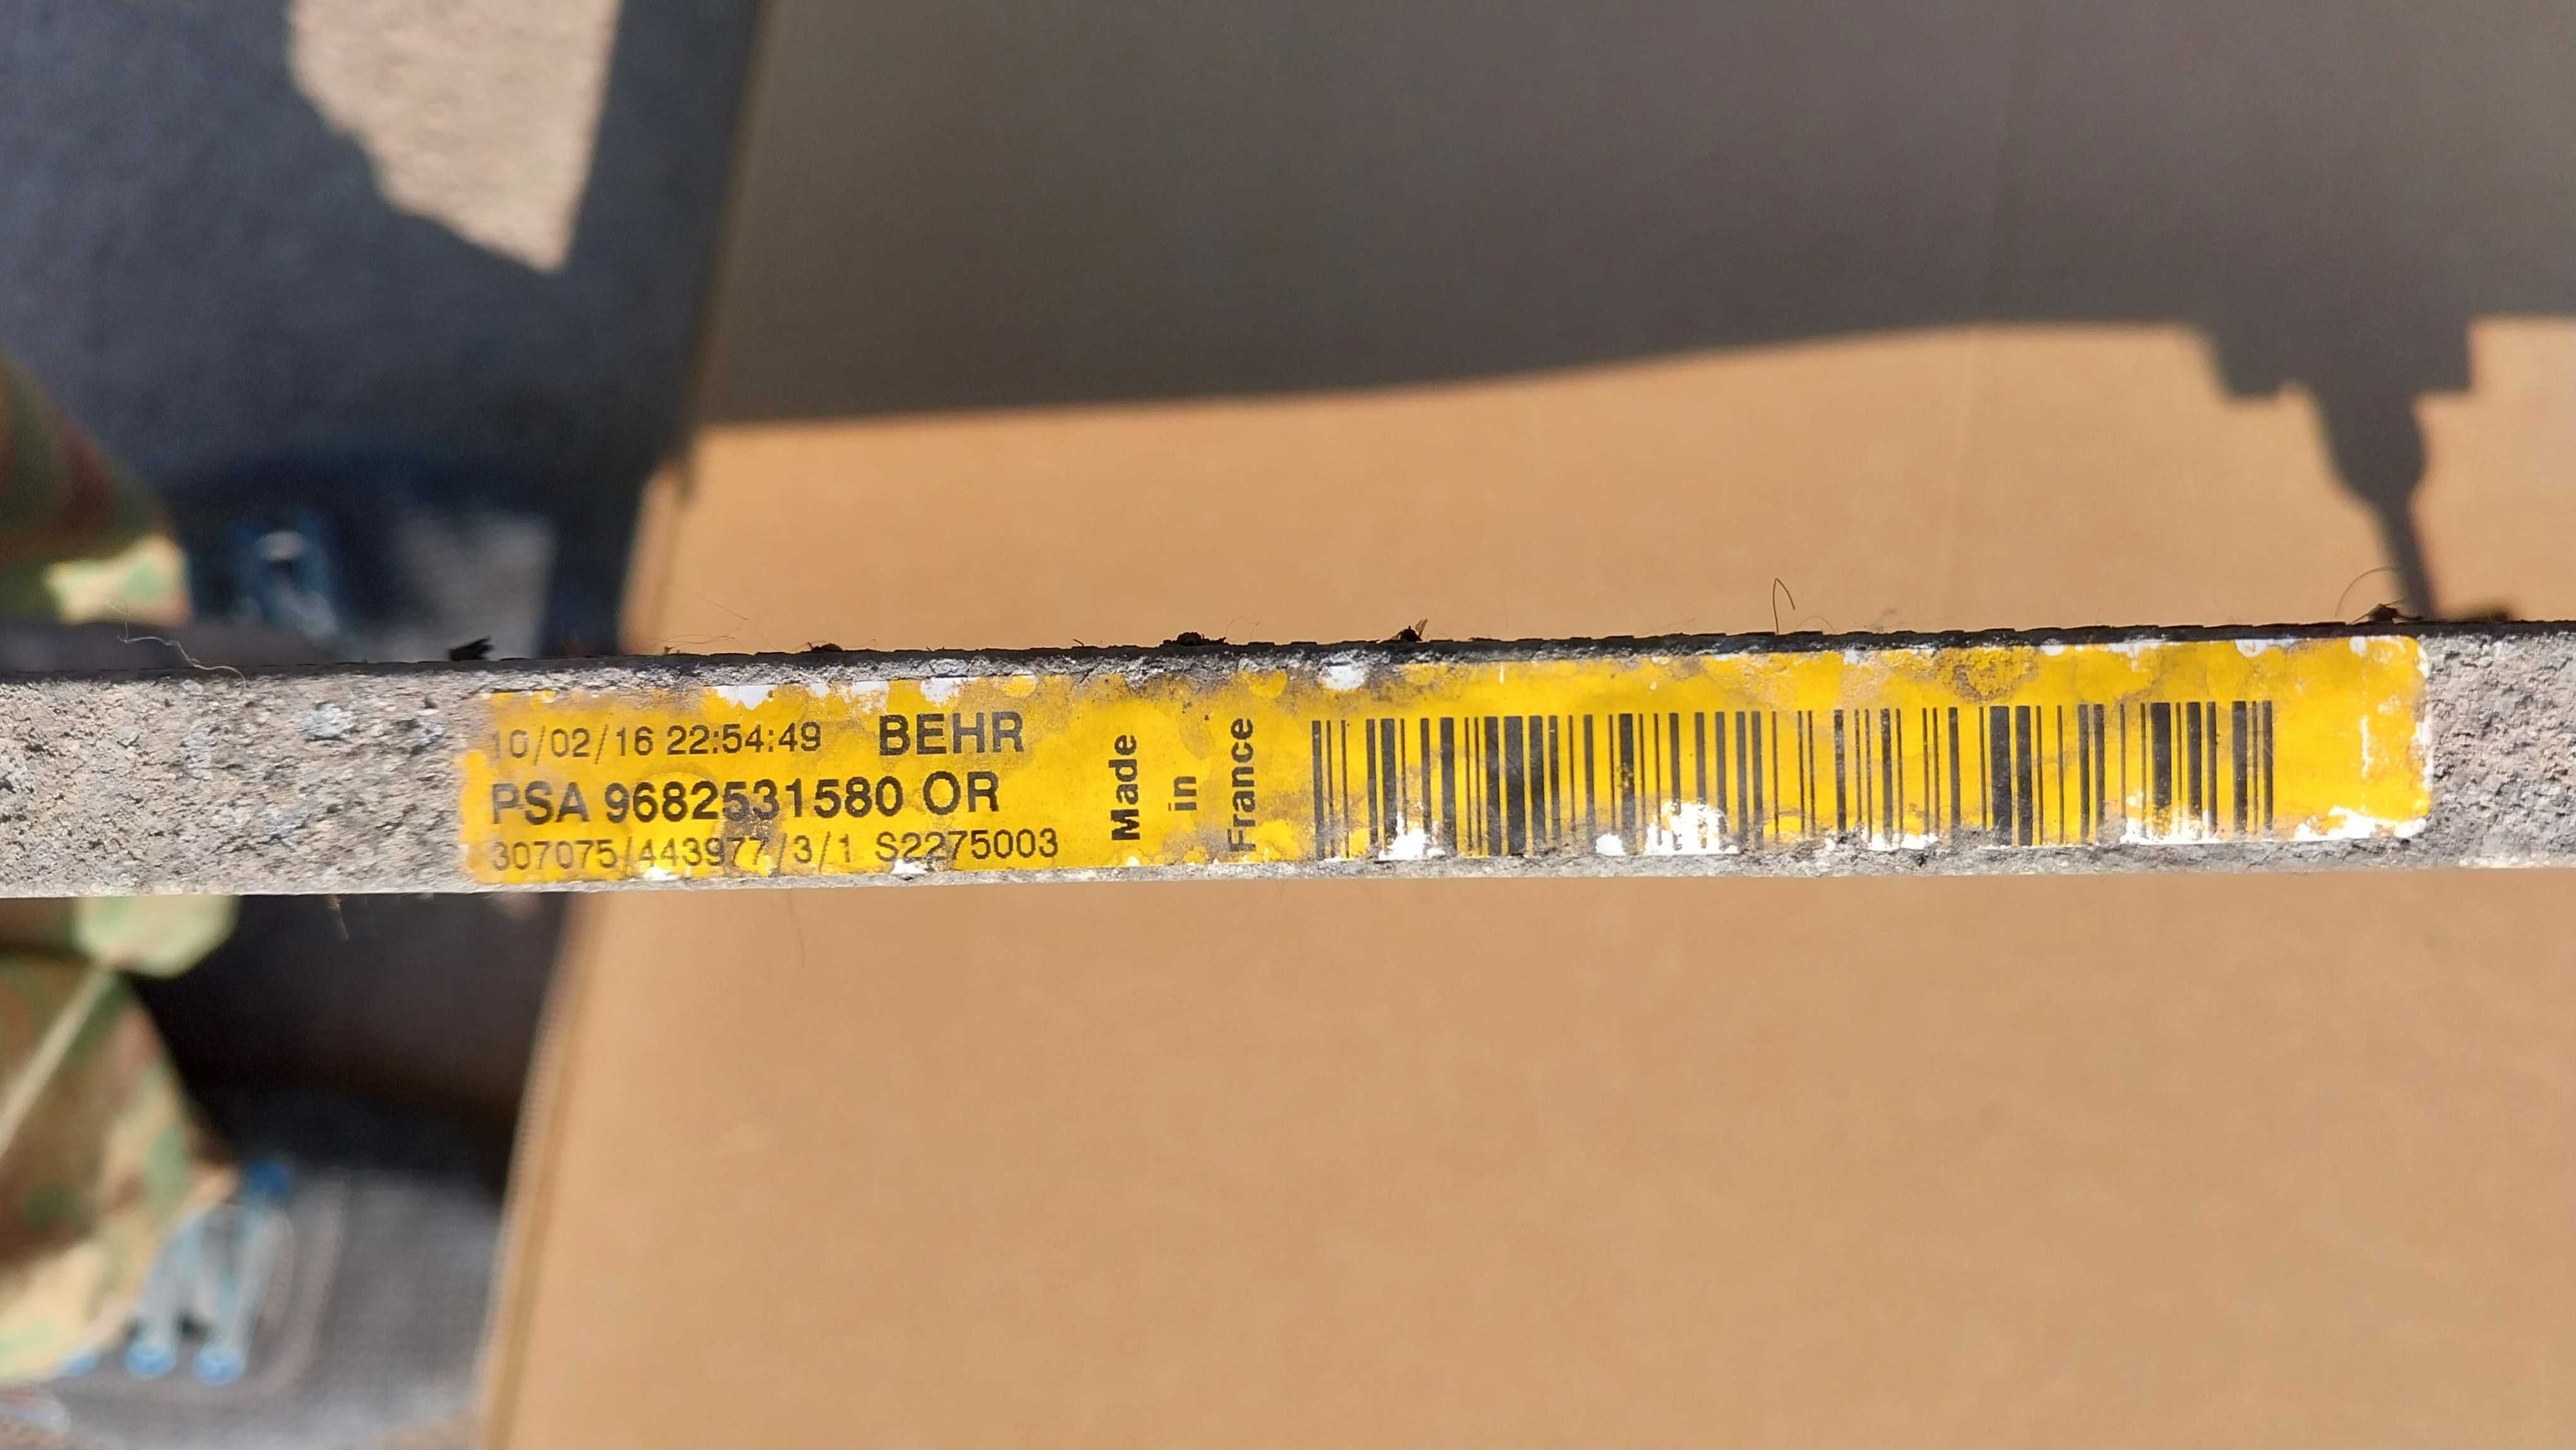 10/02/16 22:54:49 BEHR
PSA 9682531580 OR
307075/443977/3/1 S2275003
Made
in
France